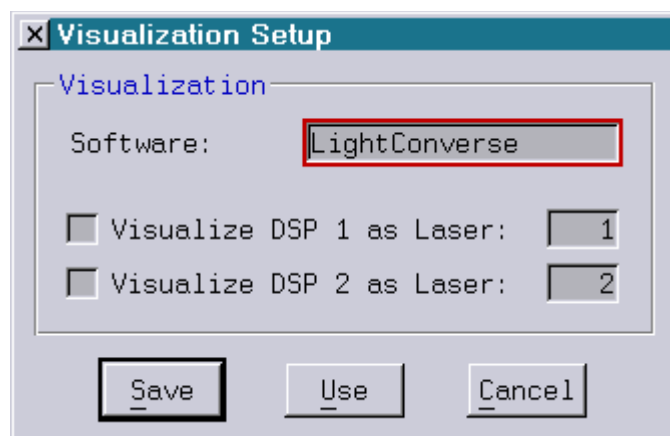 Visualization Setup
Visualization
Software: LightConverse
Visualize DSP 1 as Laser: 1
Visualize DSP 2 as Laser: 2
Save Use Cancel